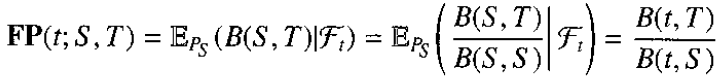 FP(t; S, T) = 𝔼_{P_S} (B(S, T)|ℱ_t) = 𝔼_{P_S} ( B(S, T) / B(S, S) | ℱ_t ) = B(t, T) / B(t, S)